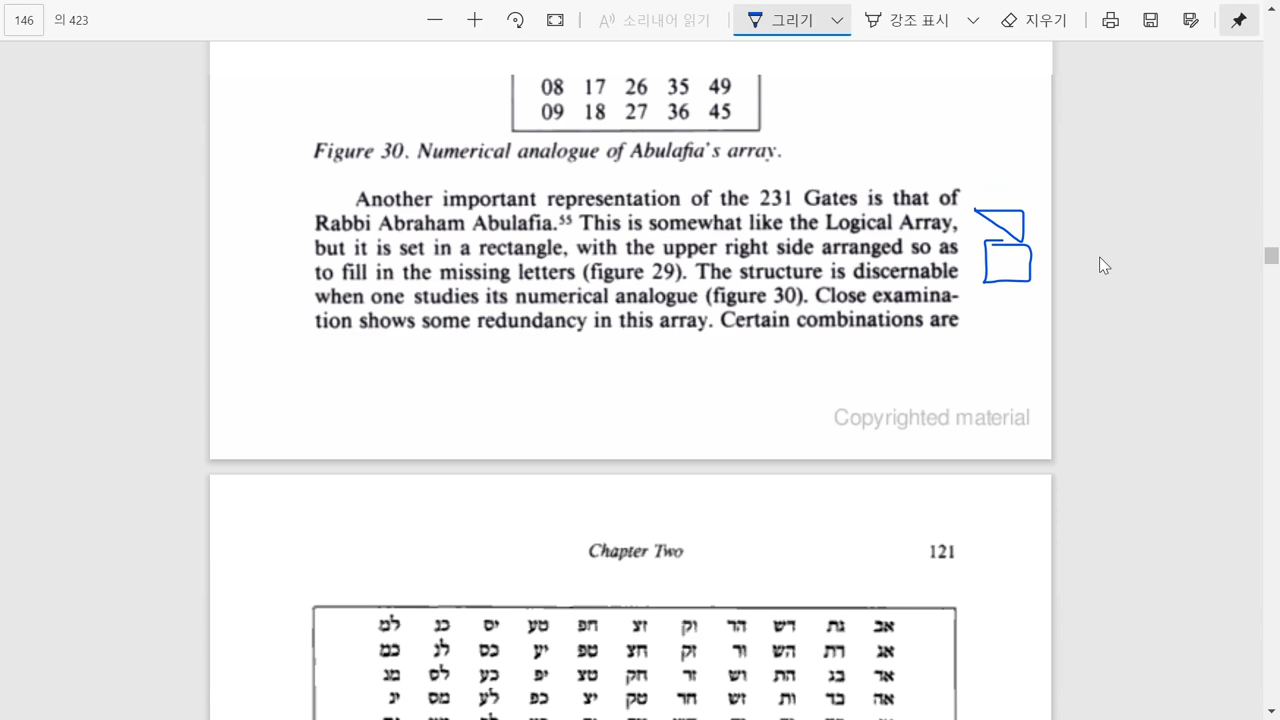 146 의 423 소리내어 읽기 그리기 강조 표시 지우기
08 17 26 35 49
09 18 27 36 45
Figure 30. Numerical analogue of Abulafia's array.
Another important representation of the 231 Gates is that of
Rabbi Abraham Abulafia.⁵⁵ This is somewhat like the Logical Array,
but it is set in a rectangle, with the upper right side arranged so as
to fill in the missing letters (figure 29). The structure is discernable
when one studies its numerical analogue (figure 30). Close examina-
tion shows some redundancy in this array. Certain combinations are
Copyrighted material
Chapter Two 121
אב גת דש הר וק זצ חפ טע יס כנ למ
אג דת הש ור זק חצ טפ יע כס לנ כמ
אד בג הת וש זר חק טצ יפ כע לס מנ
אה בד ות זש חר טק יצ כפ לע מס ינ